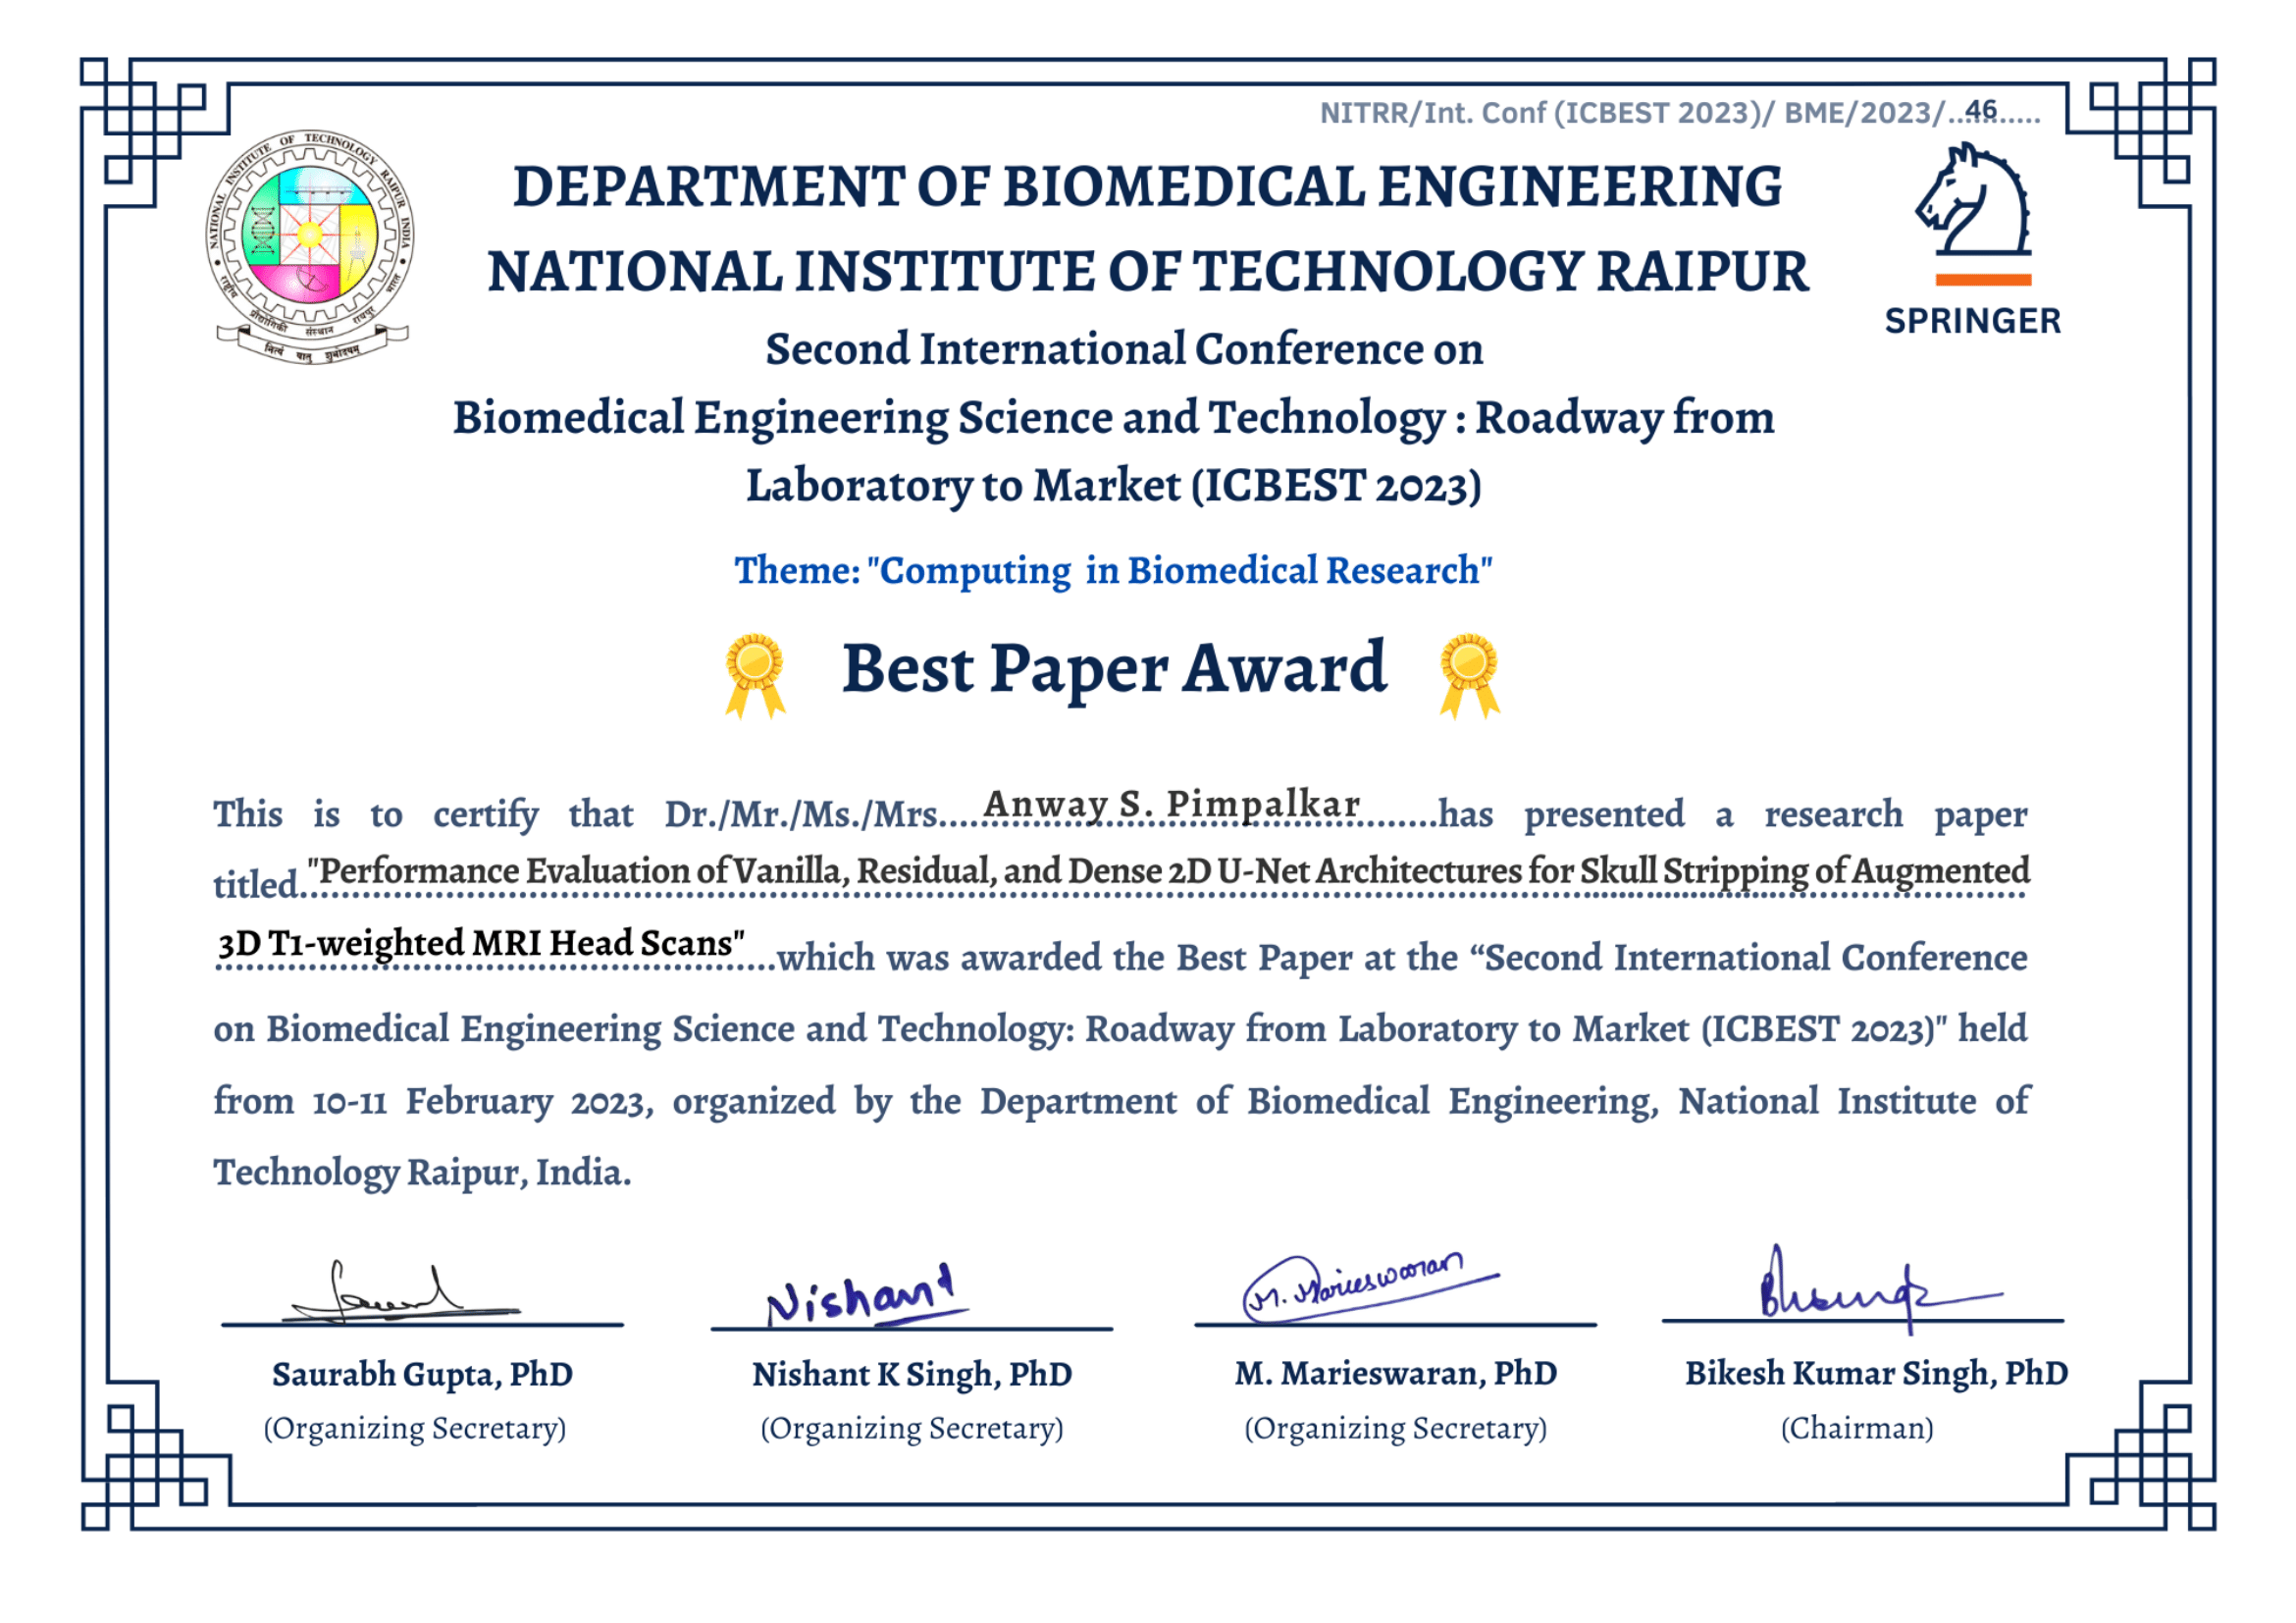 NITRR/Int. Conf (ICBEST 2023)/ BME/2023/..46..........
NATIONAL INSTITUTE OF TECHNOLOGY RAIPUR INDIA
राष्ट्रीय प्रौद्योगिकी संस्थान रायपुर भारत
नित्यं यातु शुभोदयम्
SPRINGER
DEPARTMENT OF BIOMEDICAL ENGINEERING
NATIONAL INSTITUTE OF TECHNOLOGY RAIPUR
Second International Conference on
Biomedical Engineering Science and Technology : Roadway from
Laboratory to Market (ICBEST 2023)
Theme: "Computing in Biomedical Research"
Best Paper Award
This is to certify that Dr./Mr./Ms./Mrs....Anway S. Pimpalkar........has presented a research paper
titled.."Performance Evaluation of Vanilla, Residual, and Dense 2D U-Net Architectures for Skull Stripping of Augmented
3D T1-weighted MRI Head Scans"...which was awarded the Best Paper at the “Second International Conference
on Biomedical Engineering Science and Technology: Roadway from Laboratory to Market (ICBEST 2023)" held
from 10-11 February 2023, organized by the Department of Biomedical Engineering, National Institute of
Technology Raipur, India.
Nishant
M. Marieswaran
Saurabh Gupta, PhD
(Organizing Secretary)
Nishant K Singh, PhD
(Organizing Secretary)
M. Marieswaran, PhD
(Organizing Secretary)
Bikesh Kumar Singh, PhD
(Chairman)